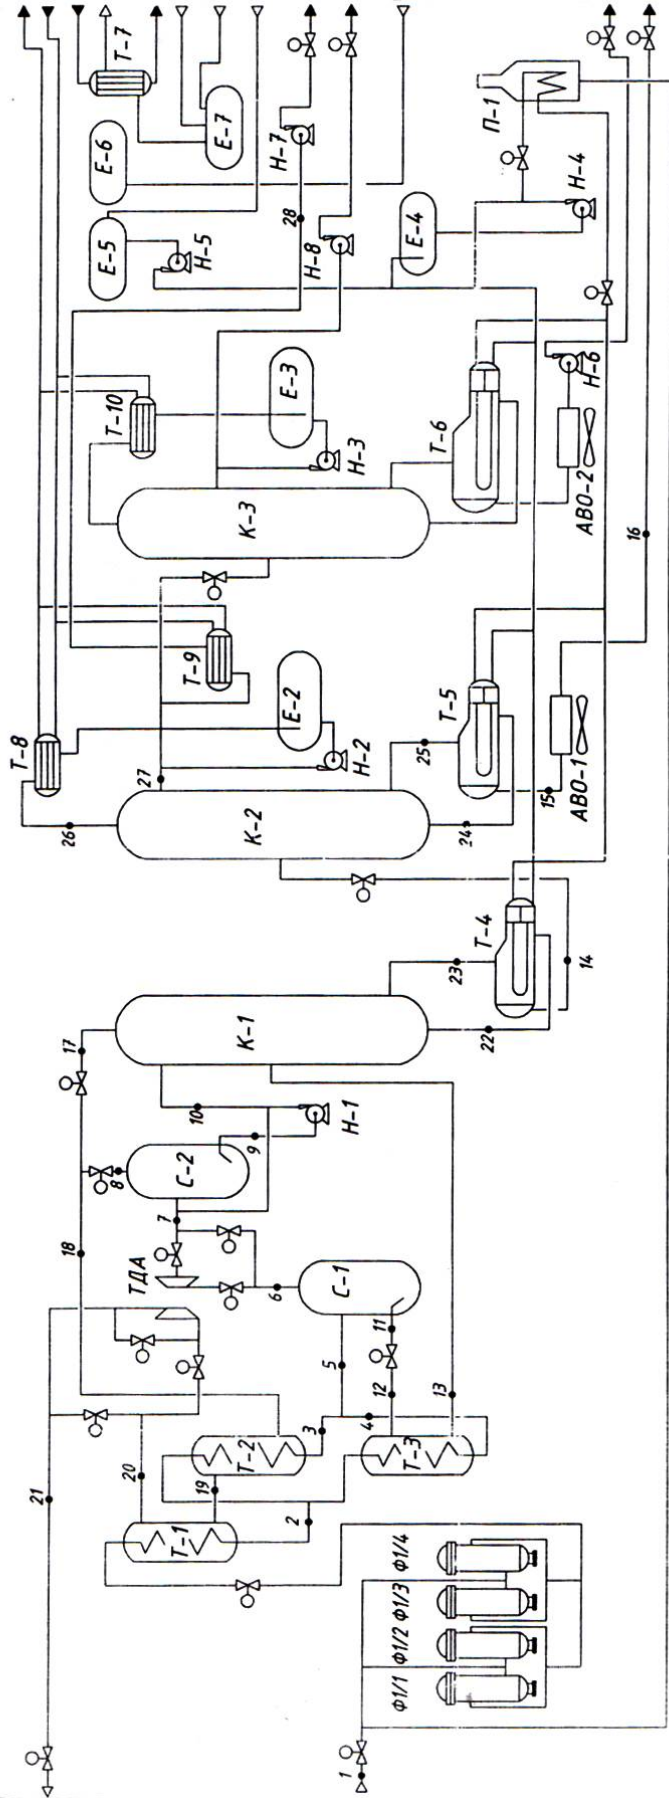 Т-7
Е-6
Е-7
Е-5
Н-5
Н-7
28
Н-8
Е-4
П-1
Н-4
Т-10
Е-3
Н-3
К-3
Т-6
Н-6
АВО-2
16
Т-8
Т-9
Е-2
Н-2
27
26
К-2
25
24
Т-5
15
АВО-1
17
К-1
23
22
Т-4
14
10
9
Н-1
8
С-2
7
18
ТДА
6
С-1
11
5
12
13
3
4
Т-2
Т-3
21
20
19
2
Т-1
Ф1/1
Ф1/2
Ф1/3
Ф1/4
1